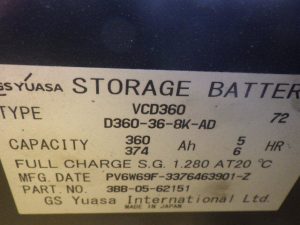 GS YUASA STORAGE BATTER
TYPE VCD360 72
D360-36-8K-AD
CAPACITY 360 Ah 5 HR
374 6
FULL CHARGE S.G. 1.280 AT 20°C
MFG. DATE PV6W69F-3376463901-Z
PART NO. 3BB-05-62151
GS Yuasa International Ltd.
MADE IN JAPAN